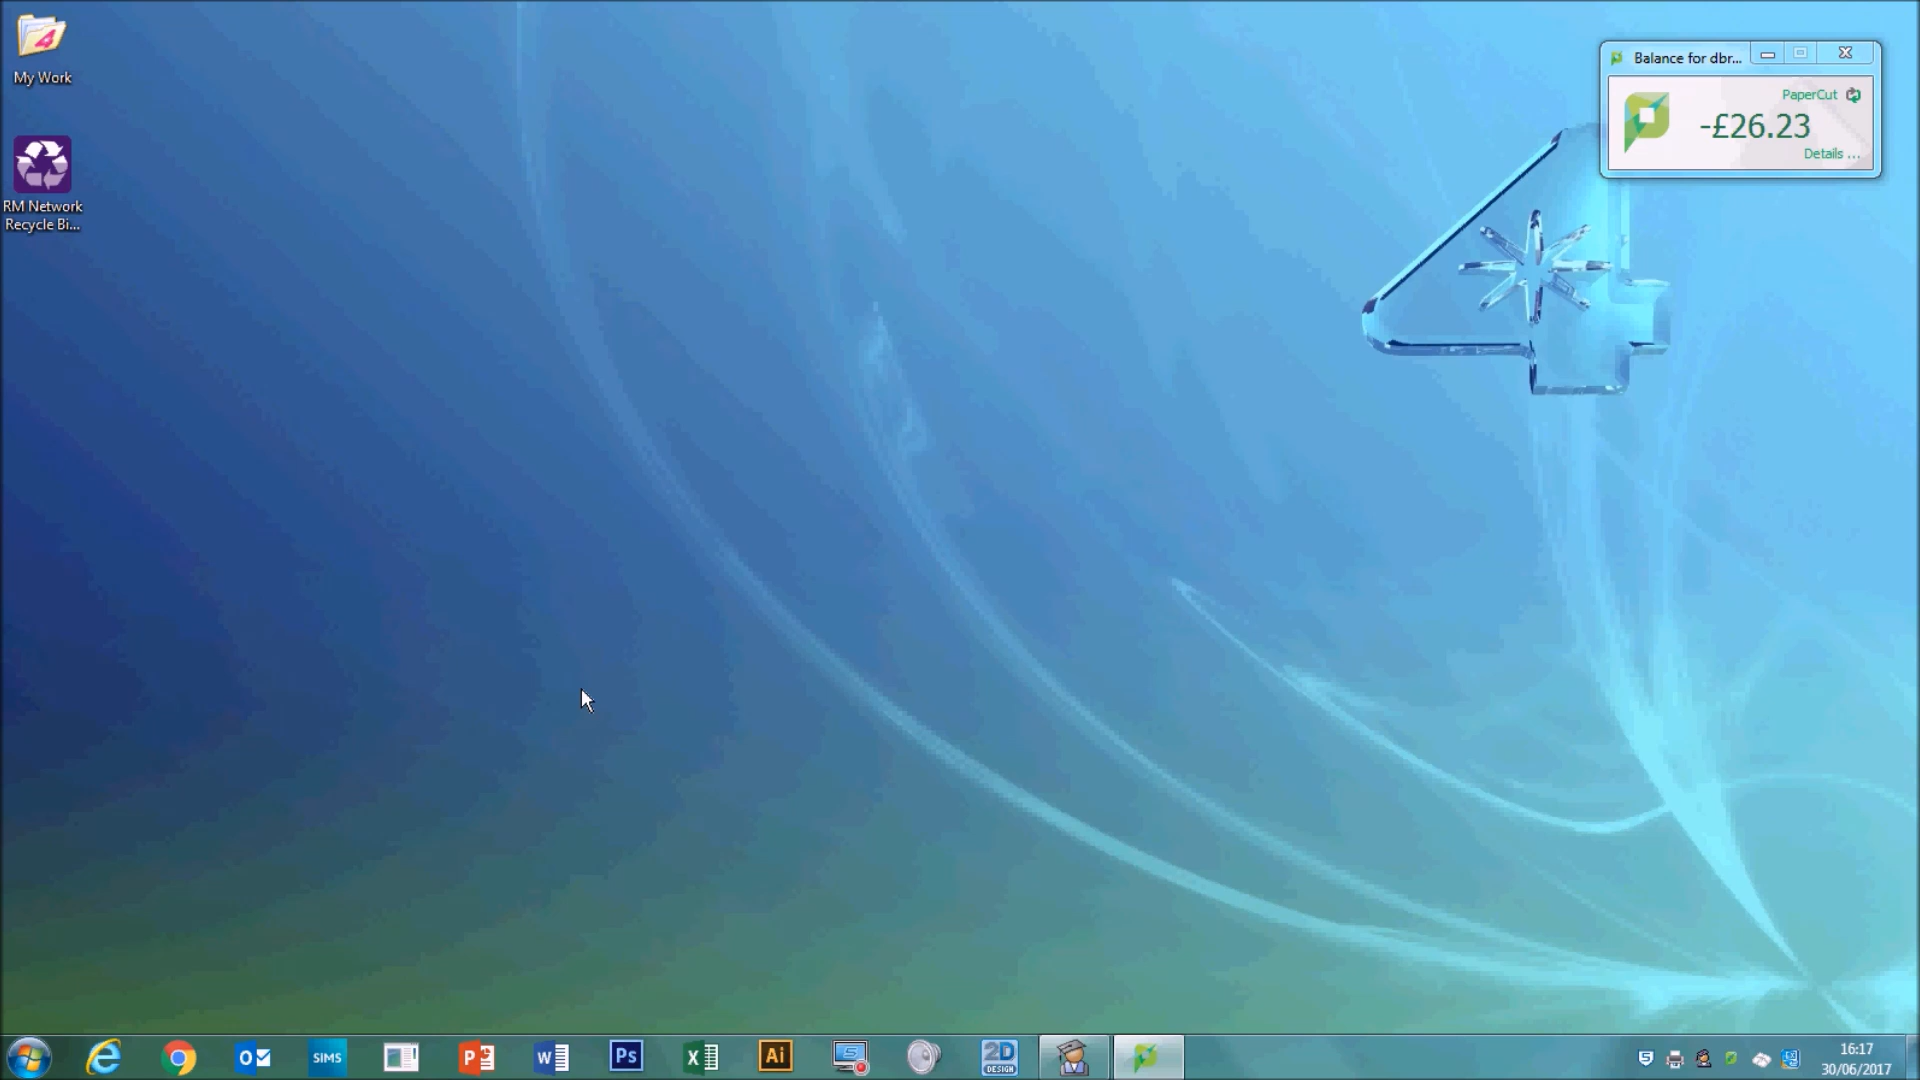 My Work
RM Network
Recycle Bi...
Balance for dbr...
PaperCut
-£26.23
Details ...
4
SIMS
Ps
Ai
2D
DESIGN
16:17
30/06/2017